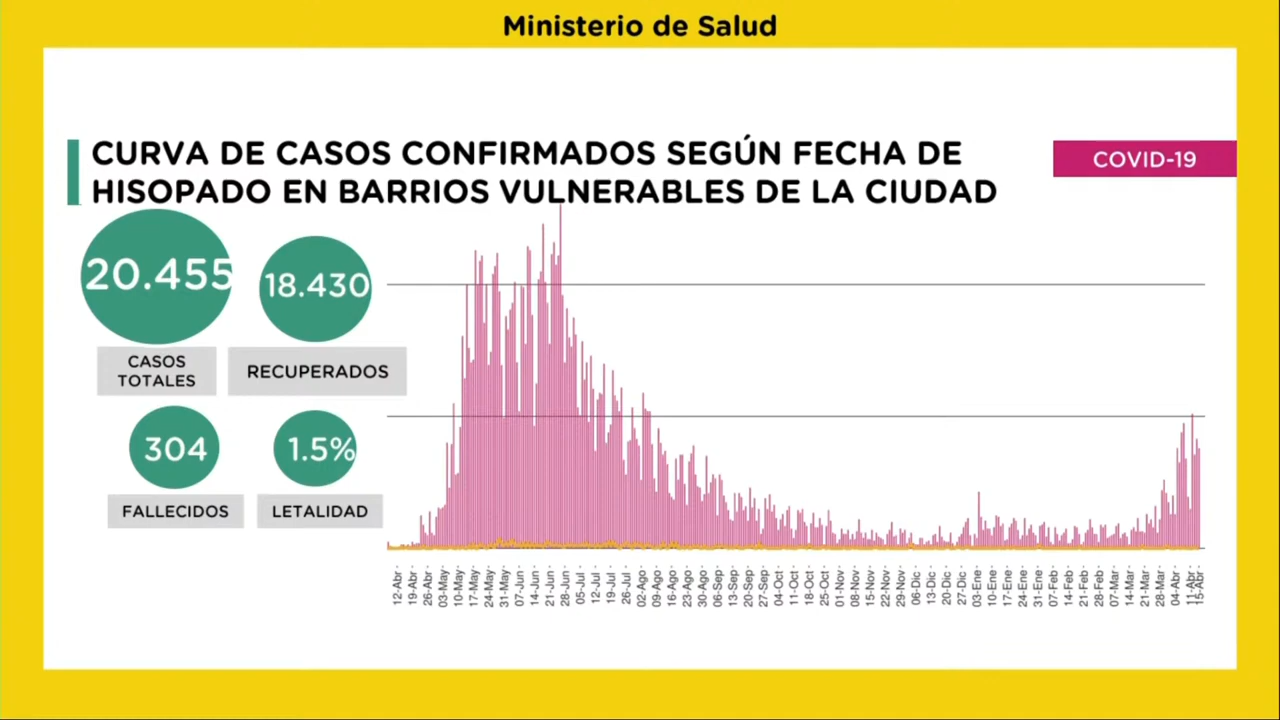 Ministerio de Salud
CURVA DE CASOS CONFIRMADOS SEGÚN FECHA DE
HISOPADO EN BARRIOS VULNERABLES DE LA CIUDAD
COVID-19
20.455
18.430
CASOS
TOTALES
RECUPERADOS
304
1.5%
FALLECIDOS
LETALIDAD
12-Abr
19-Abr
26-Abr
03-May
10-May
17-May
24-May
31-May
07-Jun
14-Jun
21-Jun
28-Jun
05-Jul
12-Jul
19-Jul
26-Jul
02-Ago
09-Ago
16-Ago
23-Ago
30-Ago
06-Sep
13-Sep
20-Sep
27-Sep
04-Oct
11-Oct
18-Oct
25-Oct
01-Nov
08-Nov
15-Nov
22-Nov
29-Nov
06-Dic
13-Dic
20-Dic
27-Dic
03-Ene
10-Ene
17-Ene
24-Ene
31-Ene
07-Feb
14-Feb
21-Feb
28-Feb
07-Mar
14-Mar
21-Mar
28-Mar
04-Abr
11-Abr
15-Abr